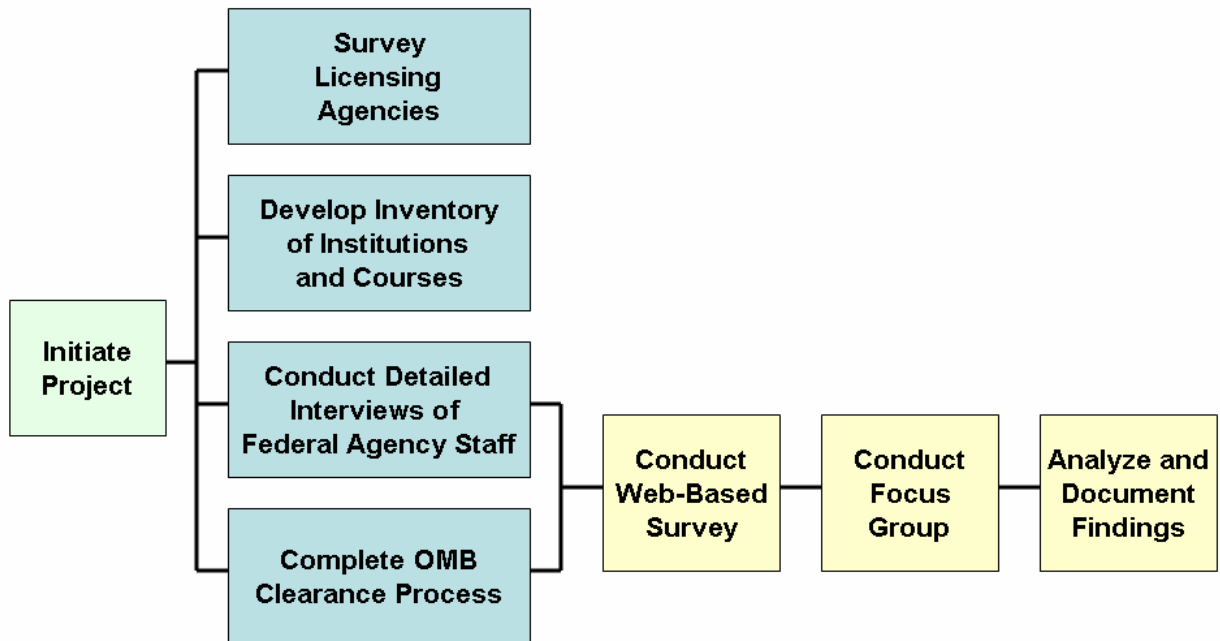 Survey
Licensing
Agencies
Develop Inventory
of Institutions
and Courses
Initiate
Project
Conduct Detailed
Interviews of
Federal Agency Staff
Complete OMB
Clearance Process
Conduct
Web-Based
Survey
Conduct
Focus
Group
Analyze and
Document
Findings